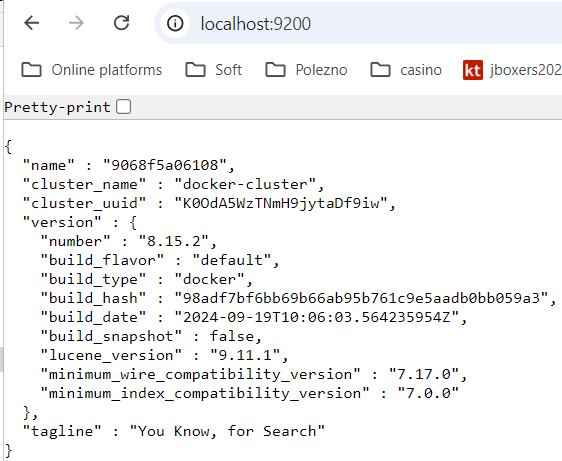 localhost:9200
Online platforms Soft Polezno casino kt jboxers202
Pretty-print
{
  "name" : "9068f5a06108",
  "cluster_name" : "docker-cluster",
  "cluster_uuid" : "K0OdA5WzTNmH9jytaDf9iw",
  "version" : {
    "number" : "8.15.2",
    "build_flavor" : "default",
    "build_type" : "docker",
    "build_hash" : "98adf7bf6bb69b66ab95b761c9e5aadb0bb059a3",
    "build_date" : "2024-09-19T10:06:03.564235954Z",
    "build_snapshot" : false,
    "lucene_version" : "9.11.1",
    "minimum_wire_compatibility_version" : "7.17.0",
    "minimum_index_compatibility_version" : "7.0.0"
  },
  "tagline" : "You Know, for Search"
}